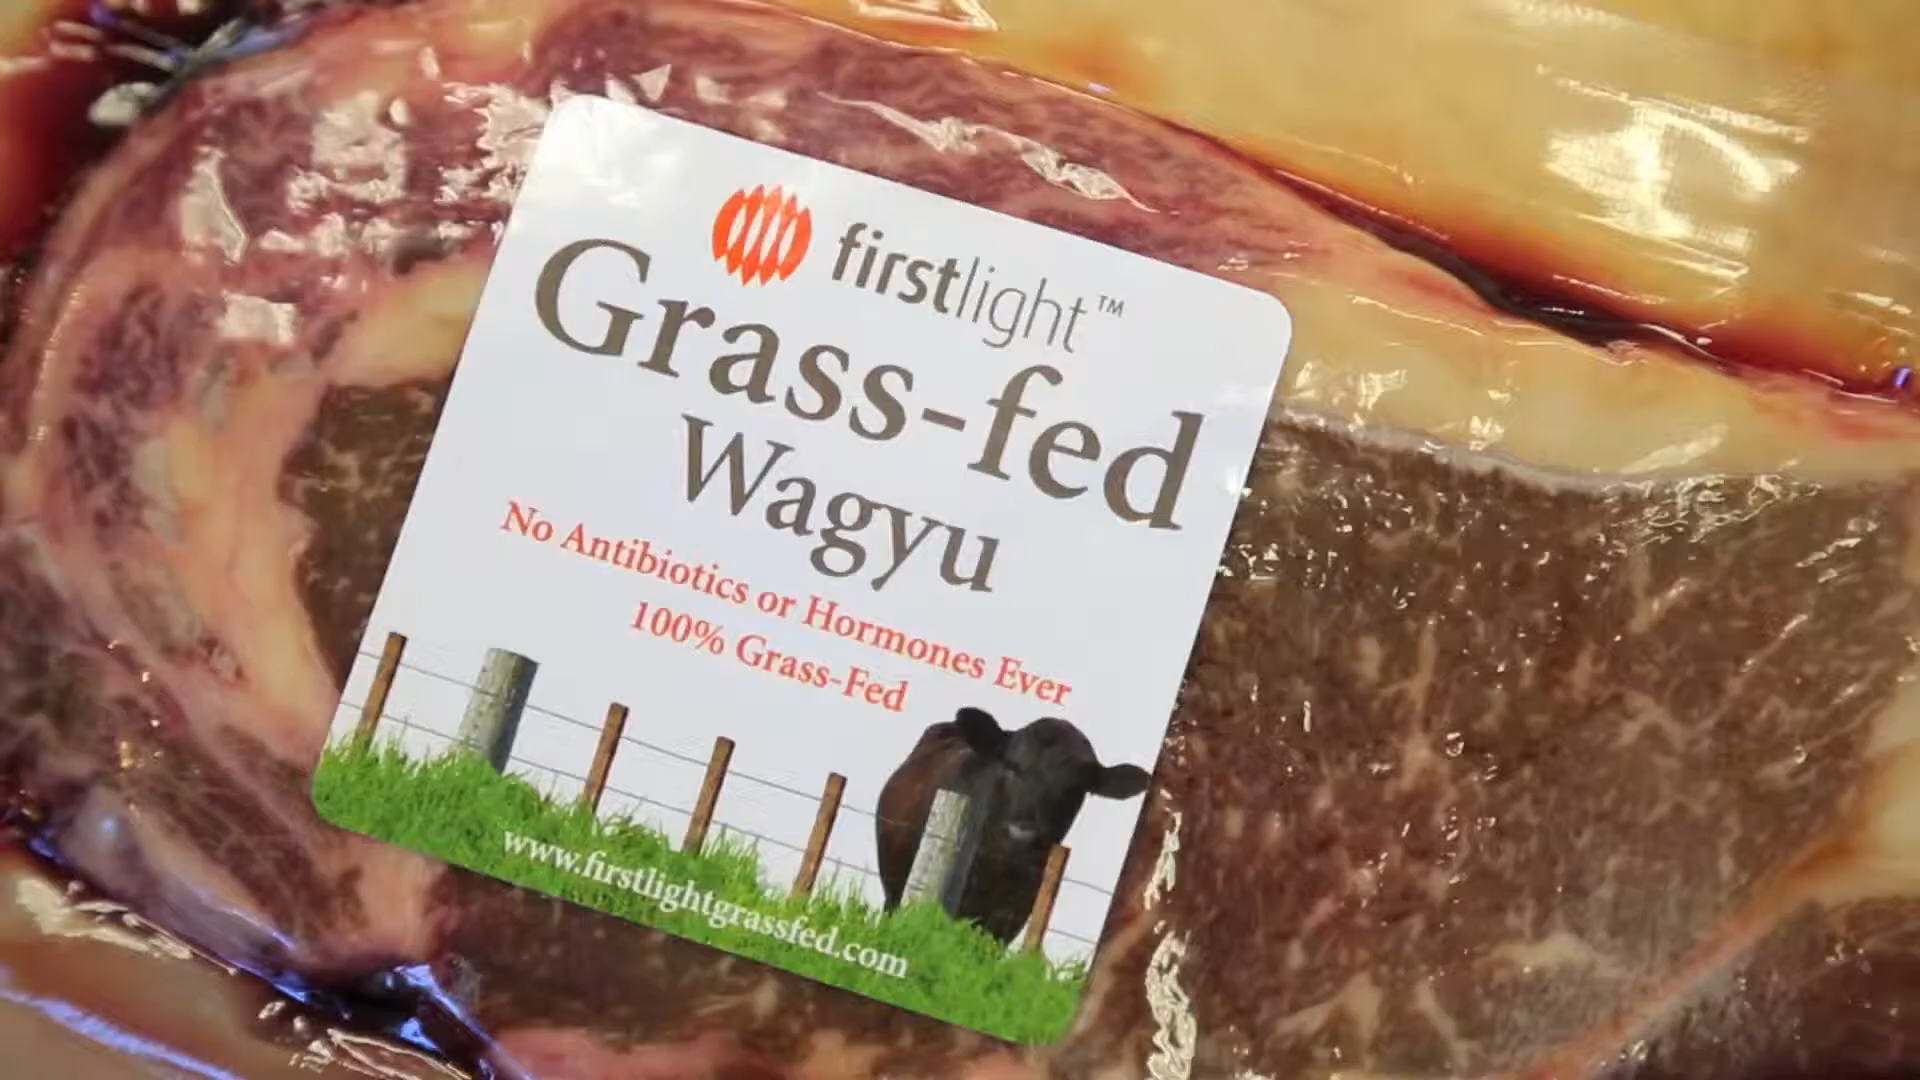 firstlight™
Grass-fed
Wagyu
No Antibiotics or Hormones Ever
100% Grass-Fed
www.firstlightgrassfed.com